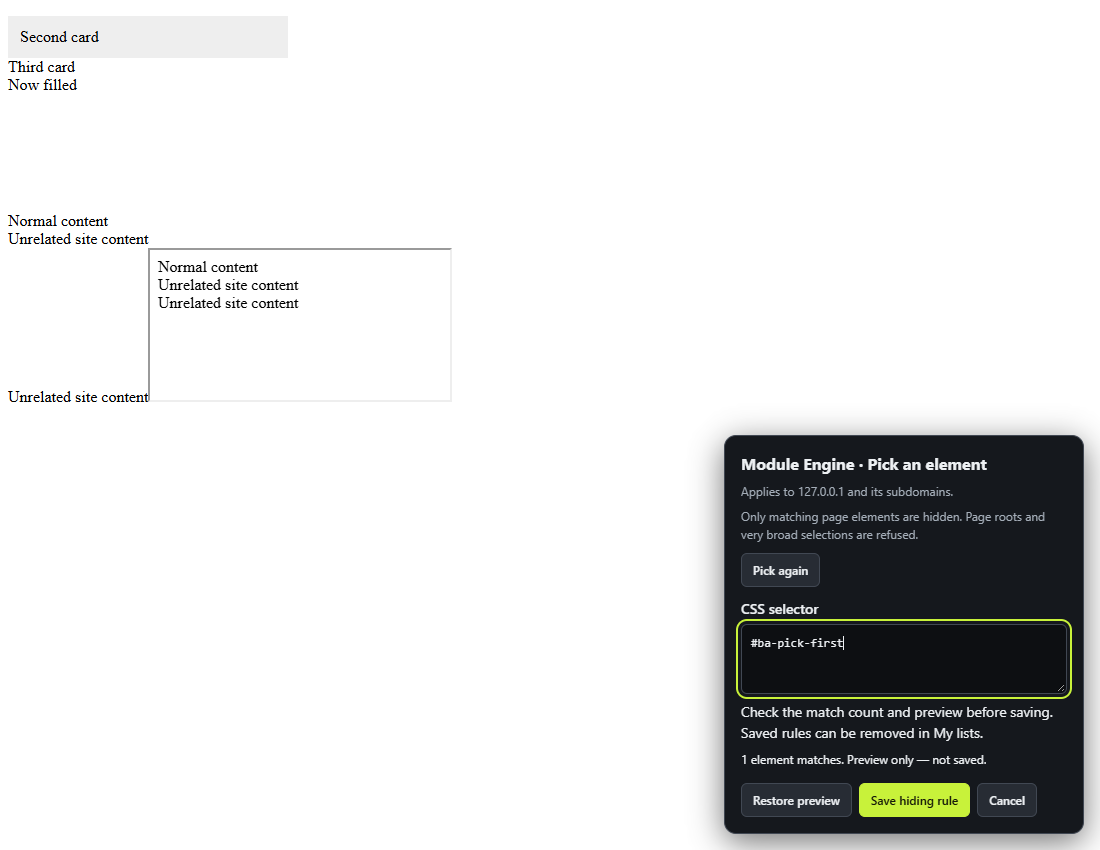 Second card
Third card
Now filled
Normal content
Unrelated site content
Normal content
Unrelated site content
Unrelated site content
Unrelated site content
Module Engine · Pick an element
Applies to 127.0.0.1 and its subdomains.
Only matching page elements are hidden. Page roots and
very broad selections are refused.
Pick again
CSS selector
#ba-pick-first
Check the match count and preview before saving.
Saved rules can be removed in My lists.
1 element matches. Preview only — not saved.
Restore preview
Save hiding rule
Cancel